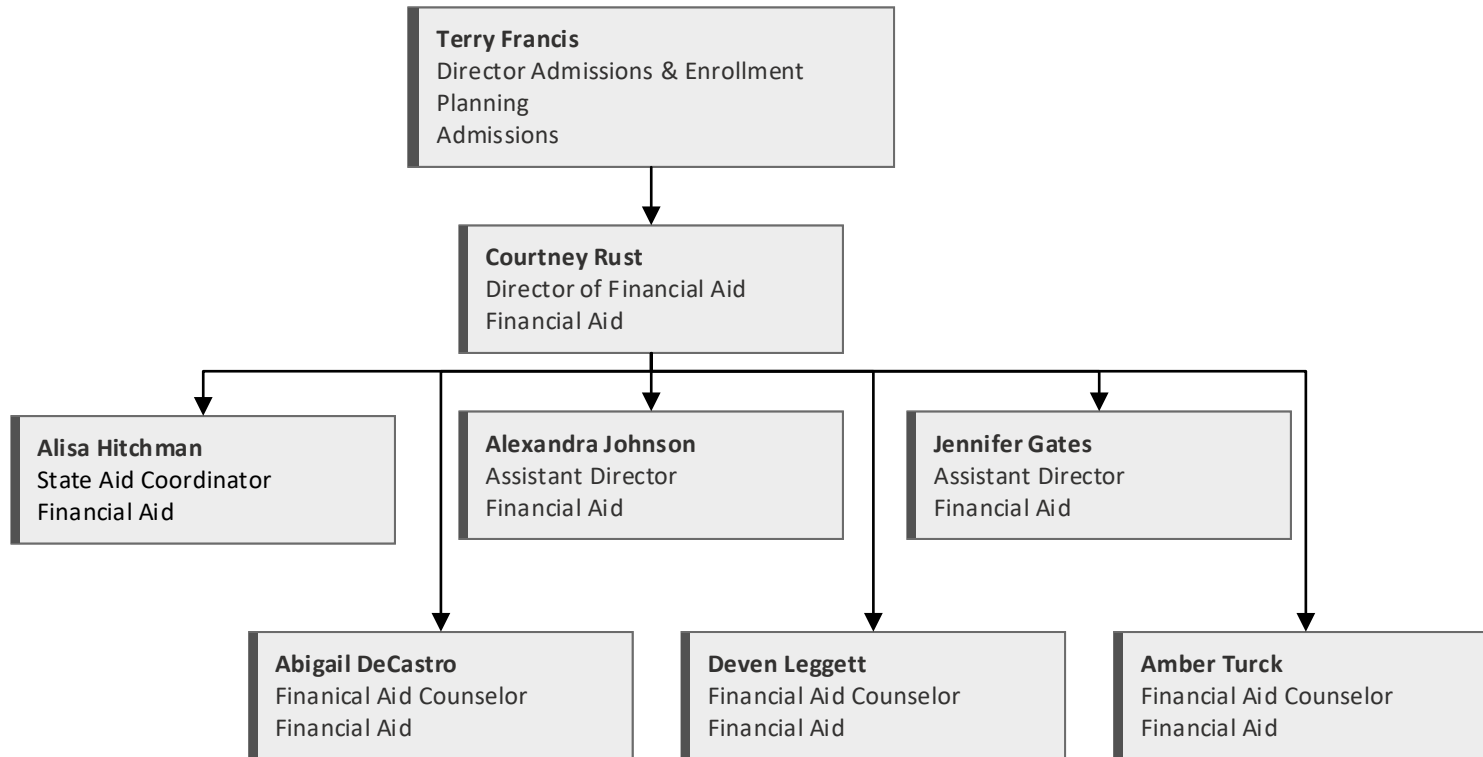 Terry Francis
Director Admissions & Enrollment
Planning
Admissions
Courtney Rust
Director of Financial Aid
Financial Aid
Alisa Hitchman
State Aid Coordinator
Financial Aid
Alexandra Johnson
Assistant Director
Financial Aid
Jennifer Gates
Assistant Director
Financial Aid
Abigail DeCastro
Finanical Aid Counselor
Financial Aid
Deven Leggett
Financial Aid Counselor
Financial Aid
Amber Turck
Financial Aid Counselor
Financial Aid